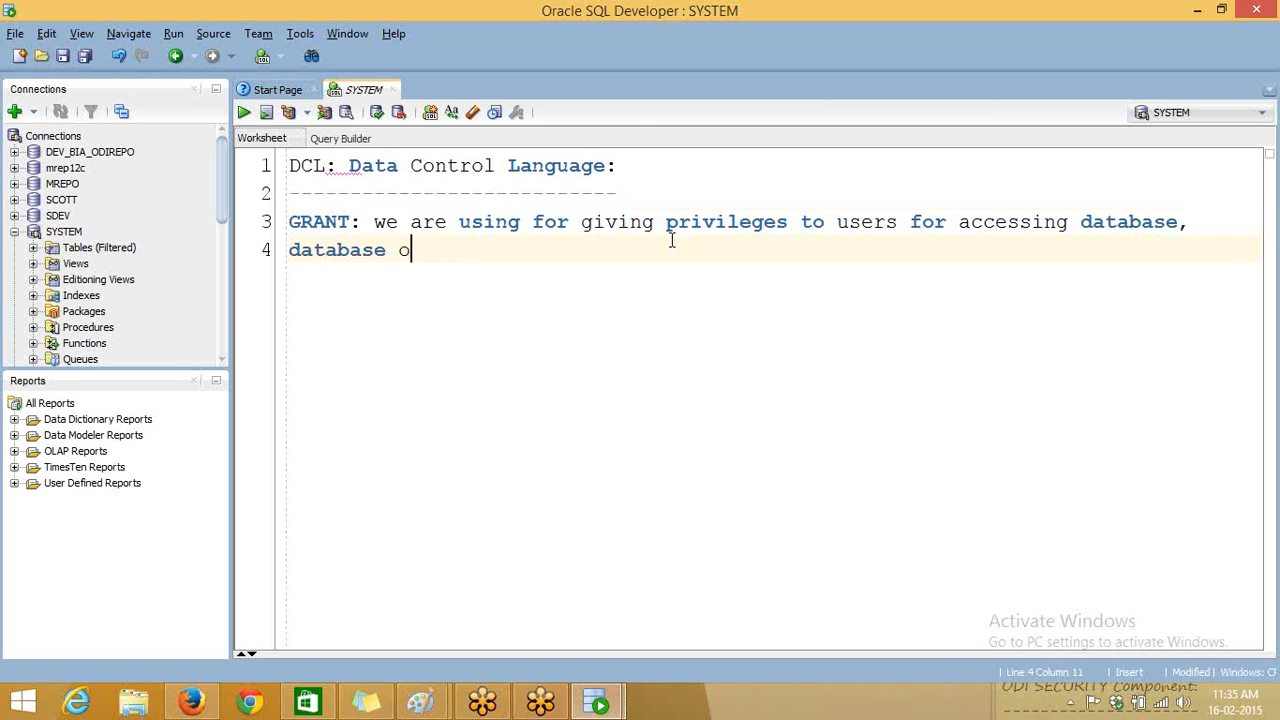 Oracle SQL Developer : SYSTEM
File Edit View Navigate Run Source Team Tools Window Help
Connections
Start Page
SYSTEM
SYSTEM
Worksheet
Query Builder
Connections
DEV_BIA_ODIREPO
mrep12c
MREPO
SCOTT
SDEV
SYSTEM
Tables (Filtered)
Views
Editioning Views
Indexes
Packages
Procedures
Functions
Queues
1 DCL: Data Control Language:
2 ---------------------------
3 GRANT: we are using for giving privileges to users for accessing database,
4 database o
Reports
All Reports
Data Dictionary Reports
Data Modeler Reports
OLAP Reports
TimesTen Reports
User Defined Reports
Activate Windows
Go to PC settings to activate Windows.
Line 4 Column 11 Insert Modified Windows: CF
ODI SECURITY Component:
11:35 AM
16-02-2015